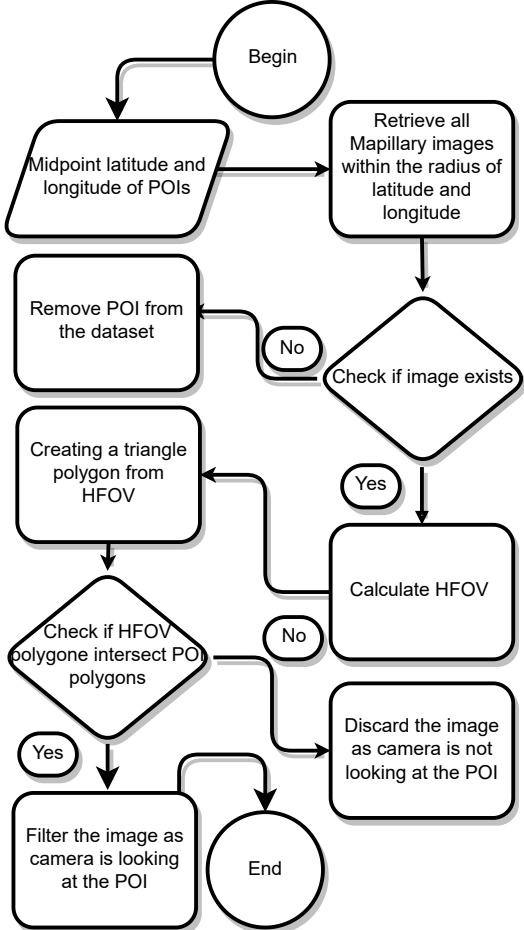 Begin
Midpoint latitude and
longitude of POIs
Retrieve all
Mapillary images
within the radius of
latitude and
longitude
Check if image exists
No
Remove POI from
the dataset
Yes
Calculate HFOV
Creating a triangle
polygon from
HFOV
Check if HFOV
polygone intersect POI
polygons
No
Discard the image
as camera is not
looking at the POI
Yes
Filter the image as
camera is looking
at the POI
End